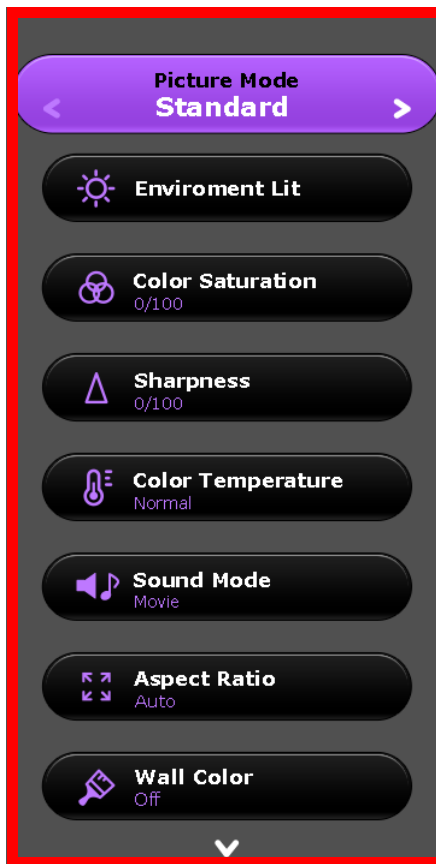 Picture Mode
Standard
Enviroment Lit
Color Saturation
0/100
Sharpness
0/100
Color Temperature
Normal
Sound Mode
Movie
Aspect Ratio
Auto
Wall Color
Off